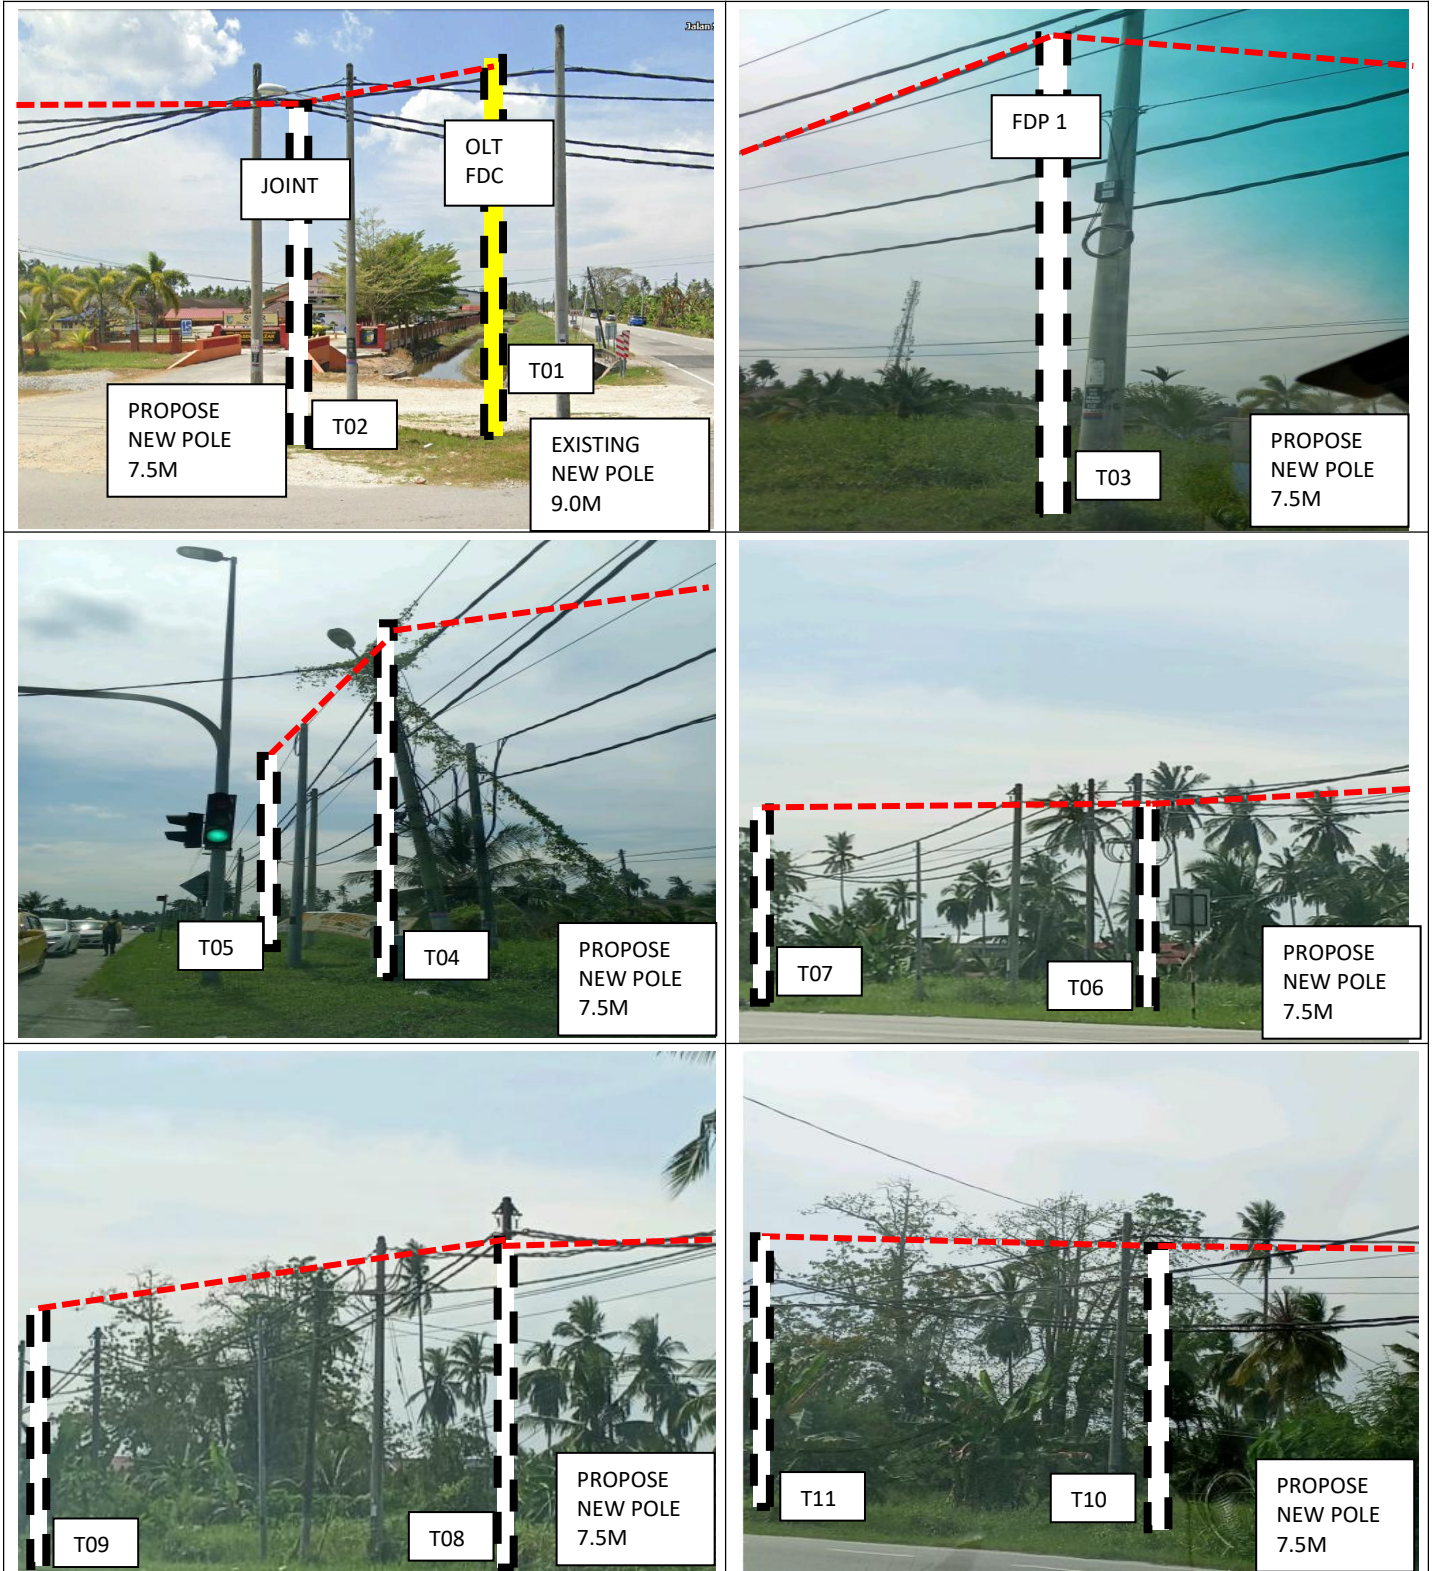 Jalan
OLT
FDC
JOINT
T01
T02
PROPOSE
NEW POLE
7.5M
EXISTING
NEW POLE
9.0M
FDP 1
T03
PROPOSE
NEW POLE
7.5M
T05
T04
PROPOSE
NEW POLE
7.5M
T07
T06
PROPOSE
NEW POLE
7.5M
T09
T08
PROPOSE
NEW POLE
7.5M
T11
T10
PROPOSE
NEW POLE
7.5M